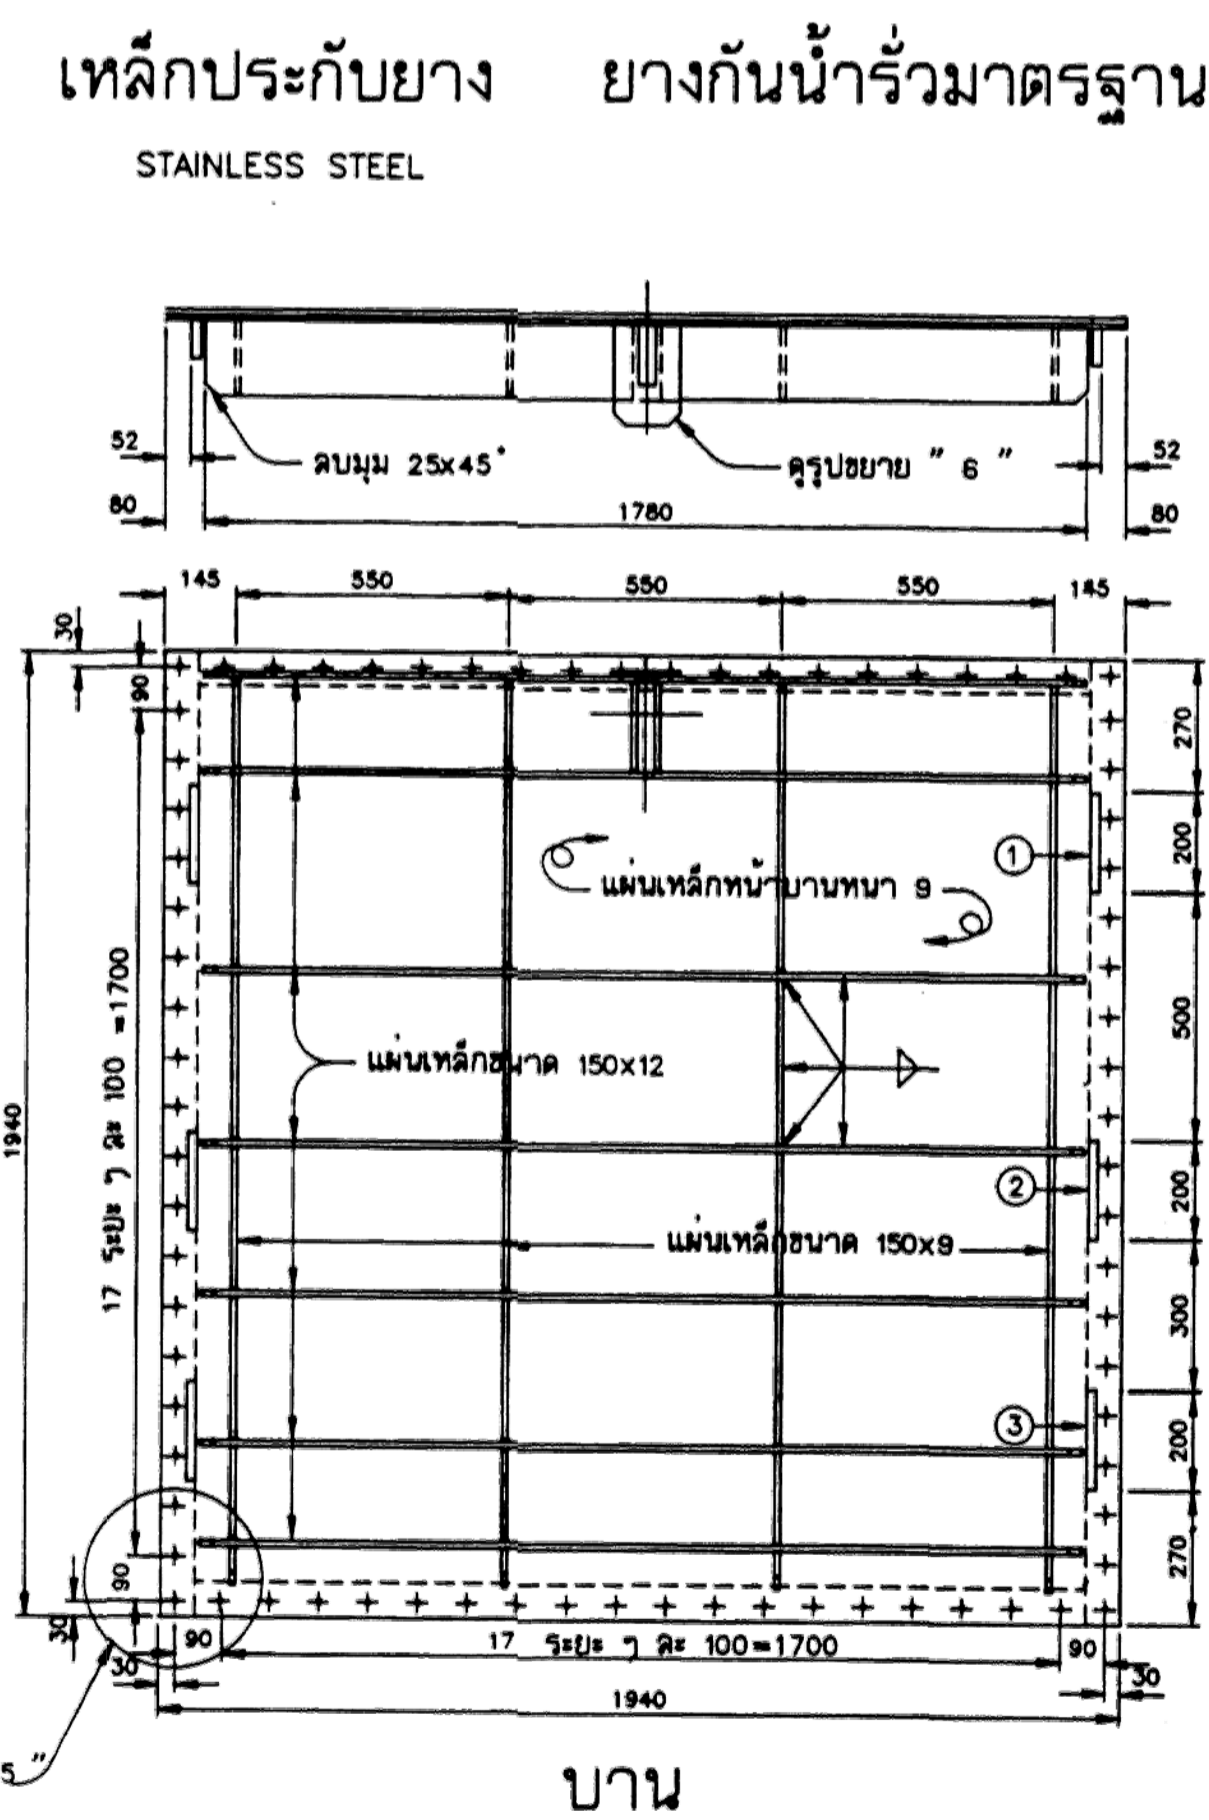 เหล็กประกับยาง ยางกันน้ำรั่วมาตรฐาน
STAINLESS STEEL
52 ลบมุม 25x45° ดูรูปขยาย " 6 " 52
80 1780 80
145 550 550 550 145
30
90
270
200
1
แผ่นเหล็กหน้าบานหนา 9
17 ระยะ ๆ ละ 100 =1700
500
แผ่นเหล็กขนาด 150x12
1940
2
200
แผ่นเหล็กขนาด 150x9
300
3
200
270
90
30
90 17 ระยะ ๆ ละ 100=1700 90
30 30
1940
5 "
บาน